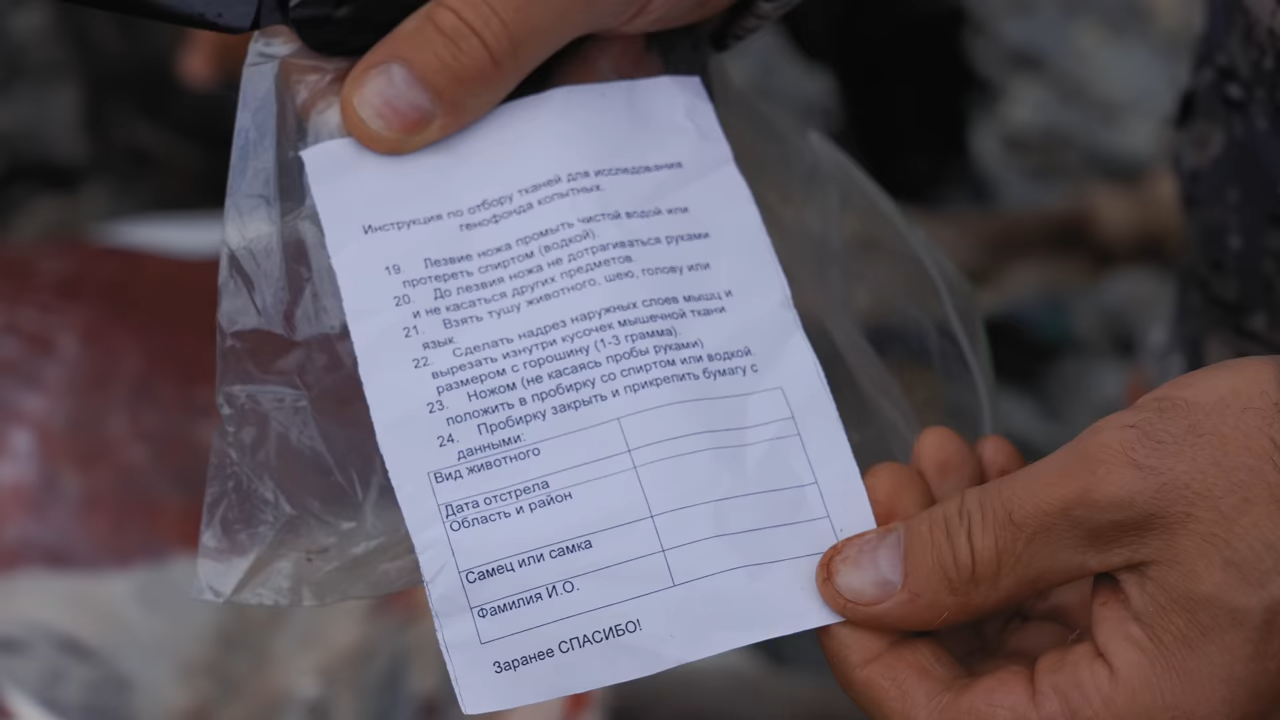 Инструкция по отбору тканей для исследования
генофонда копытных.
19. Лезвие ножа промыть чистой водой или
протереть спиртом (водкой).
20. До лезвия ножа не дотрагиваться руками
и не касаться других предметов.
21. Взять тушу животного, шею, голову или
язык.
22. Сделать надрез наружных слоев мышц и
вырезать изнутри кусочек мышечной ткани
размером с горошину (1-3 грамма).
23. Ножом (не касаясь пробы руками)
положить в пробирку со спиртом или водкой.
24. Пробирку закрыть и прикрепить бумагу с
данными:
Вид животного
Дата отстрела
Область и район
Самец или самка
Фамилия И.О.
Заранее СПАСИБО!